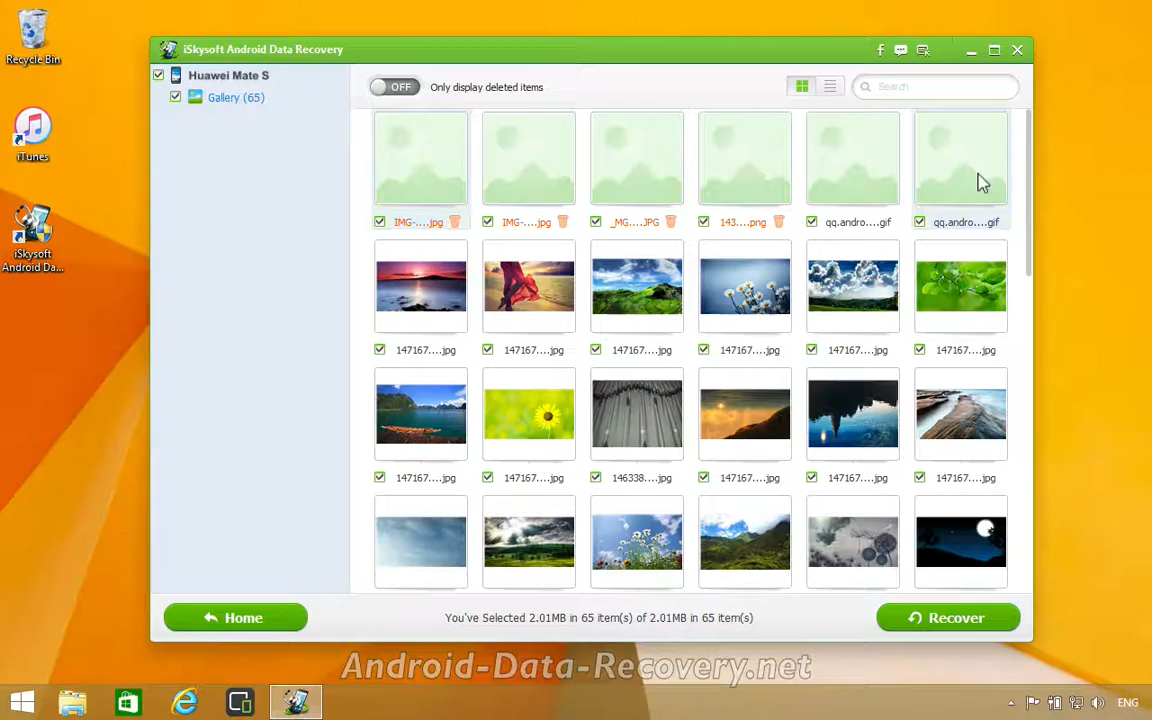 Recycle Bin
iTunes
iSkysoft
Android Da...
iSkysoft Android Data Recovery
f
Huawei Mate S
Gallery (65)
OFF
Only display deleted items
Search
IMG-....jpg
IMG-....jpg
_MG....JPG
143....png
qq.andro....gif
qq.andro....gif
147167....jpg
147167....jpg
147167....jpg
147167....jpg
147167....jpg
147167....jpg
147167....jpg
147167....jpg
146338....jpg
147167....jpg
147167....jpg
147167....jpg
Home
You've Selected 2.01MB in 65 item(s) of 2.01MB in 65 item(s)
Recover
Android-Data-Recovery.net
ENG